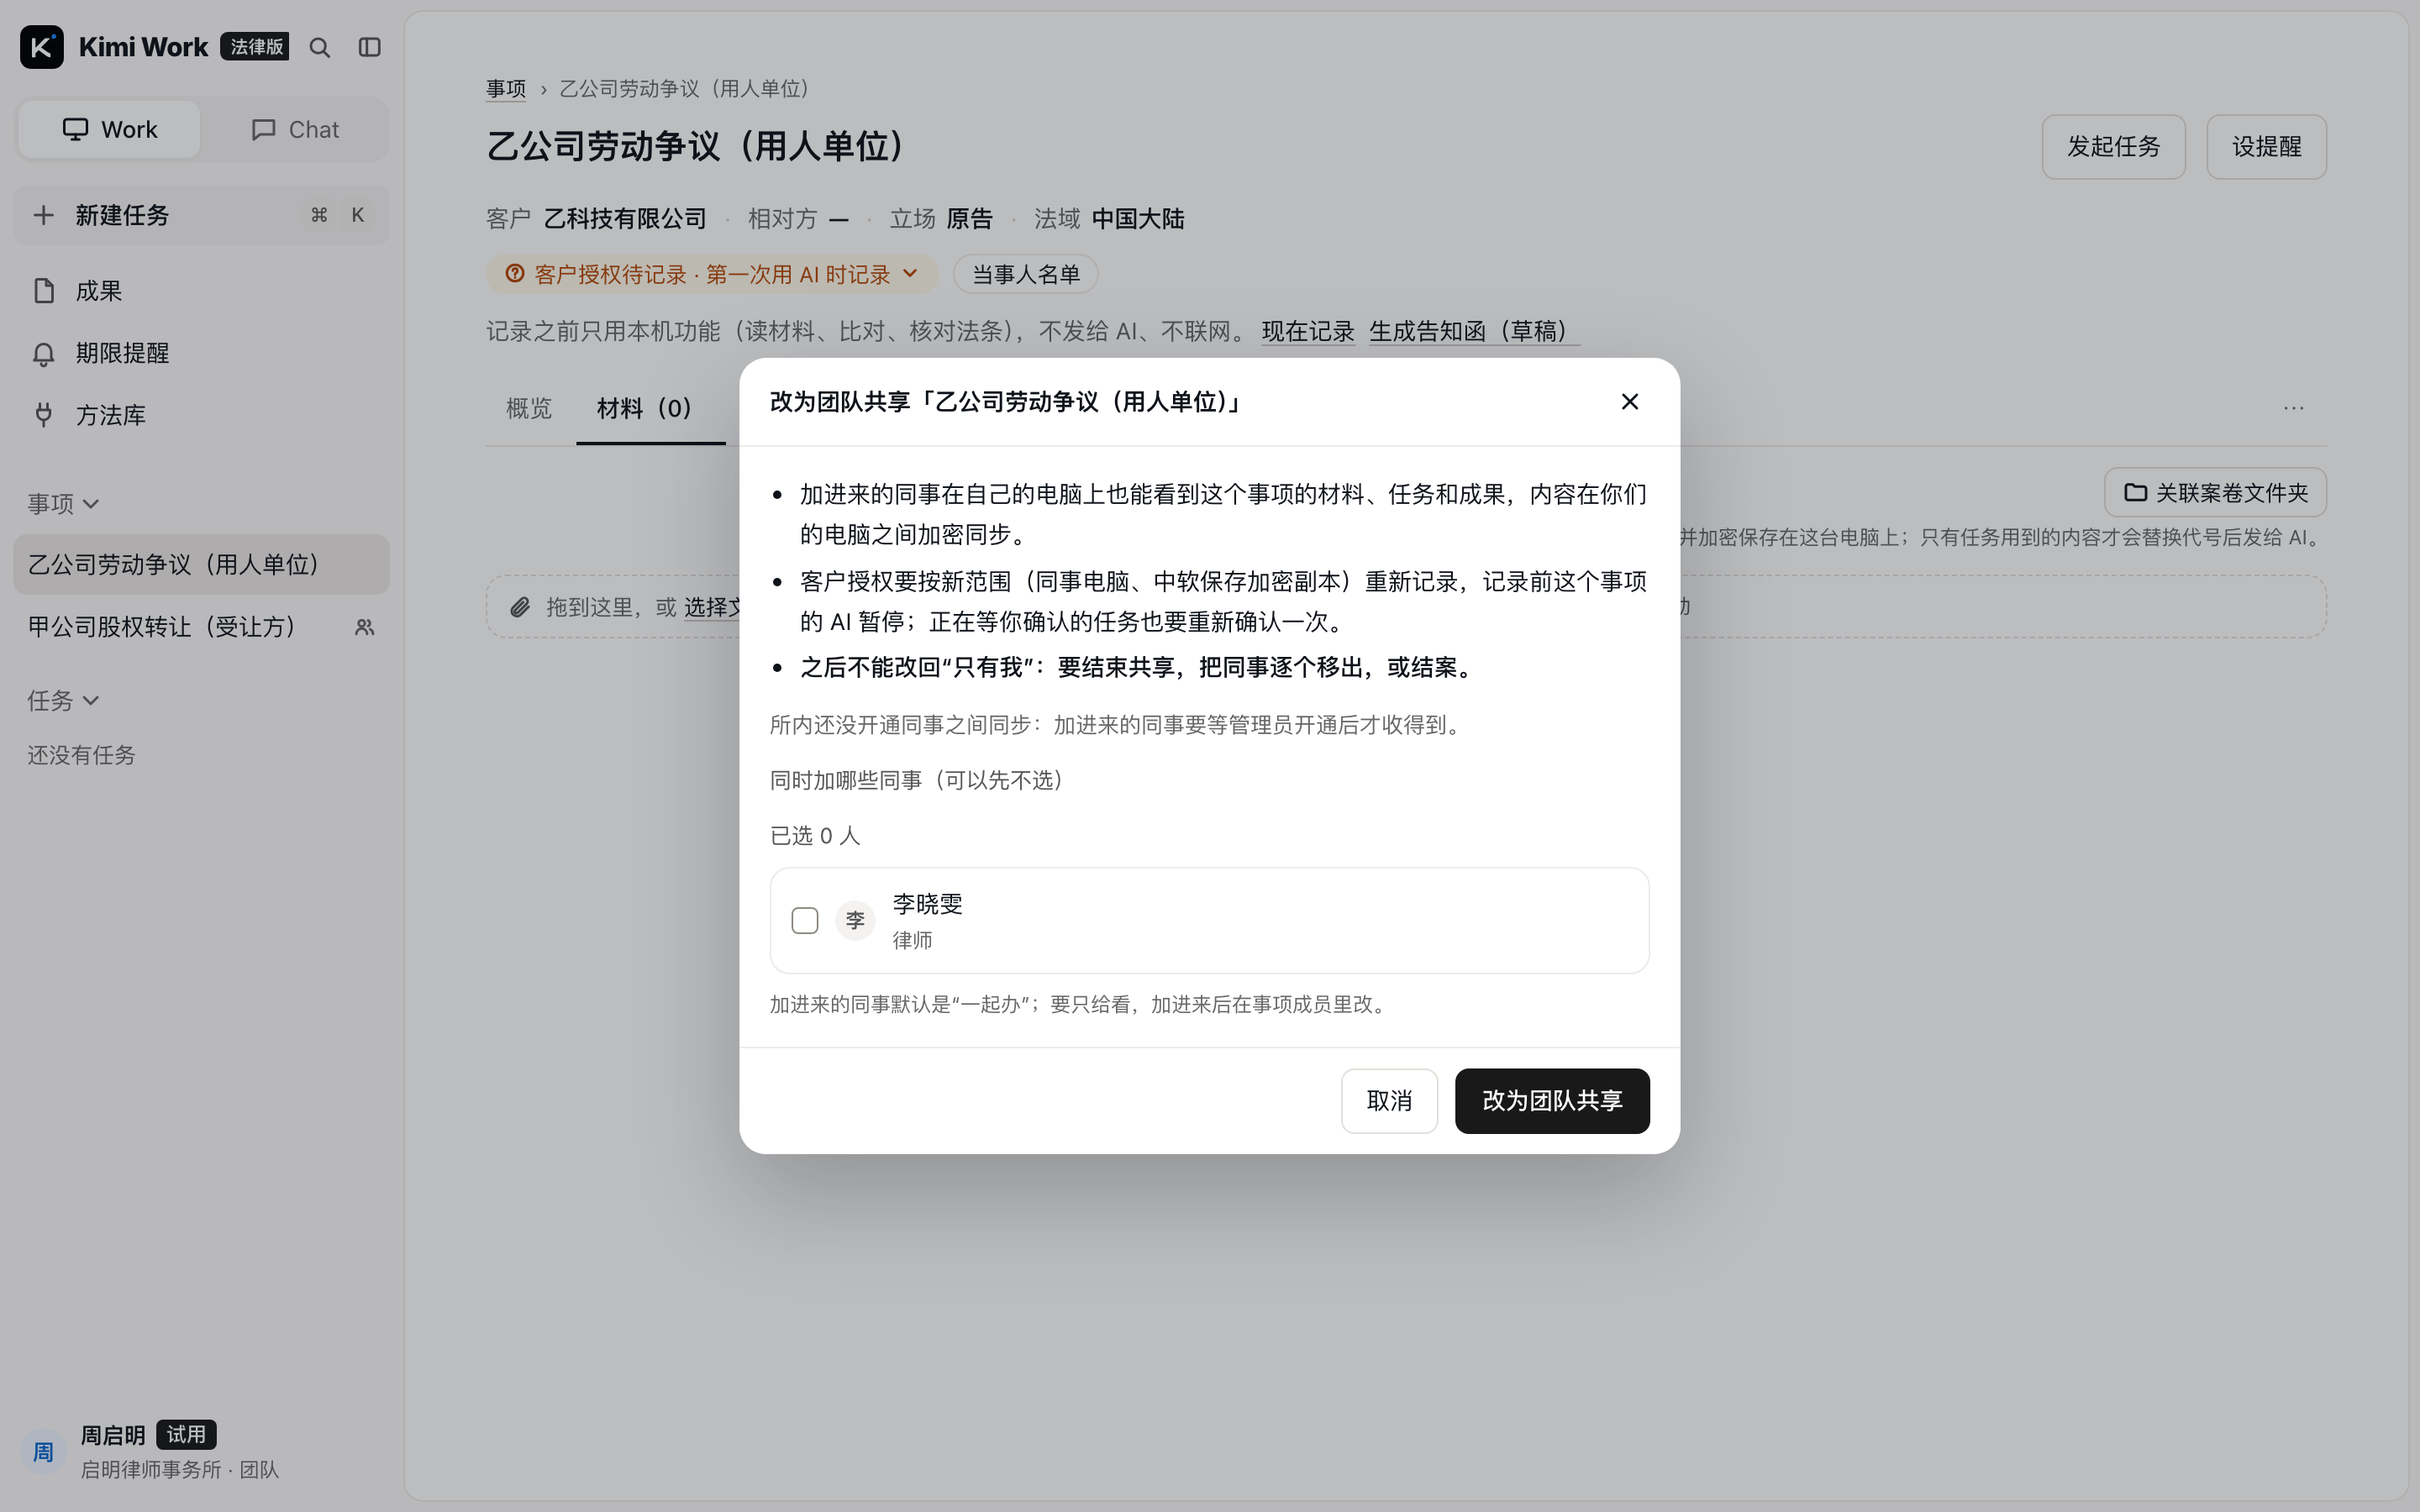 Kimi Work 法律版
Work
Chat
新建任务 ⌘ K
成果
期限提醒
方法库
事项
乙公司劳动争议（用人单位）
甲公司股权转让（受让方）
任务
还没有任务
周 周启明 试用
启明律师事务所 · 团队
事项 › 乙公司劳动争议（用人单位）
乙公司劳动争议（用人单位）
发起任务
设提醒
客户 乙科技有限公司 · 相对方 — · 立场 原告 · 法域 中国大陆
客户授权待记录 · 第一次用 AI 时记录
当事人名单
记录之前只用本机功能（读材料、比对、核对法条），不发给 AI、不联网。 现在记录 生成告知函（草稿）
概览
材料（0）
…
关联案卷文件夹
并加密保存在这台电脑上；只有任务用到的内容才会替换代号后发给 AI。
拖到这里，或 选择文
改为团队共享「乙公司劳动争议（用人单位）」
• 加进来的同事在自己的电脑上也能看到这个事项的材料、任务和成果，内容在你们
的电脑之间加密同步。
• 客户授权要按新范围（同事电脑、中软保存加密副本）重新记录，记录前这个事项
的 AI 暂停；正在等你确认的任务也要重新确认一次。
• 之后不能改回“只有我”：要结束共享，把同事逐个移出，或结案。
所内还没开通同事之间同步：加进来的同事要等管理员开通后才收得到。
同时加哪些同事（可以先不选）
已选 0 人
李 李晓雯
律师
加进来的同事默认是“一起办”；要只给看，加进来后在事项成员里改。
取消
改为团队共享